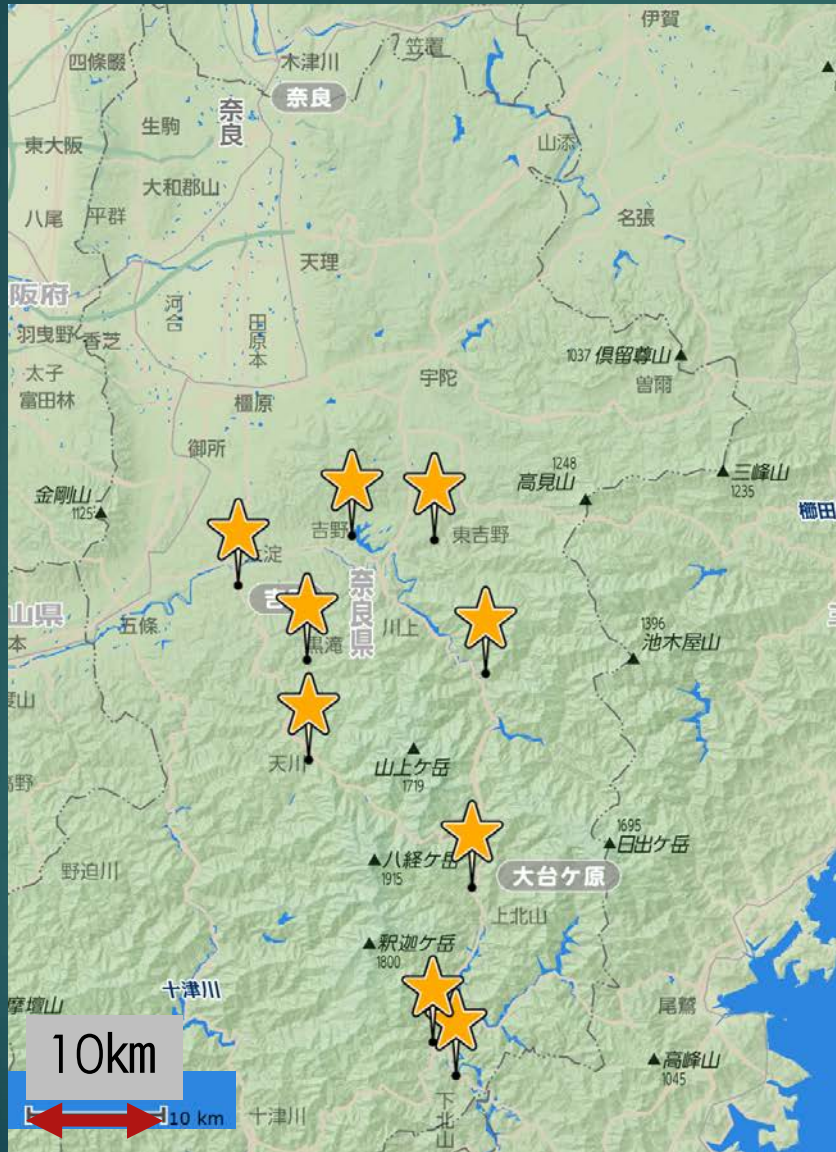 伊賀
四條畷
木津川
笠置
奈良
奈良
生駒
東大阪
山添
大和郡山
八尾
平群
名張
天理
阪府
河合
田原本
羽曳野
香芝
1037 倶留尊山
太子
宇陀
曽爾
富田林
橿原
御所
1248
高見山
三峰山
1235
金剛山
1125
櫛田
吉野
東吉野
淀
奈良県
山県
五條
川上
本
黒滝
1396
池木屋山
天川
山上ケ岳
1719
1695
日出ケ岳
八経ケ岳
1915
野迫川
大台ケ原
上北山
釈迦ケ岳
1800
十津川
摩壇山
尾鷲
10km
高峰山
1045
10 km
十津川
下北山